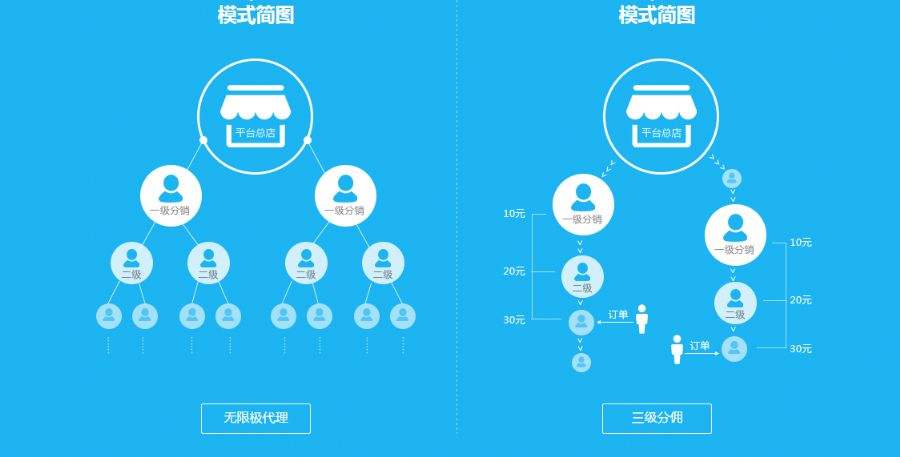 模式简图
平台总店
一级分销
一级分销
二级
二级
二级
二级
无限极代理
模式简图
平台总店
一级分销
10元
20元
二级
30元
订单
一级分销
10元
二级
20元
订单
30元
三级分佣